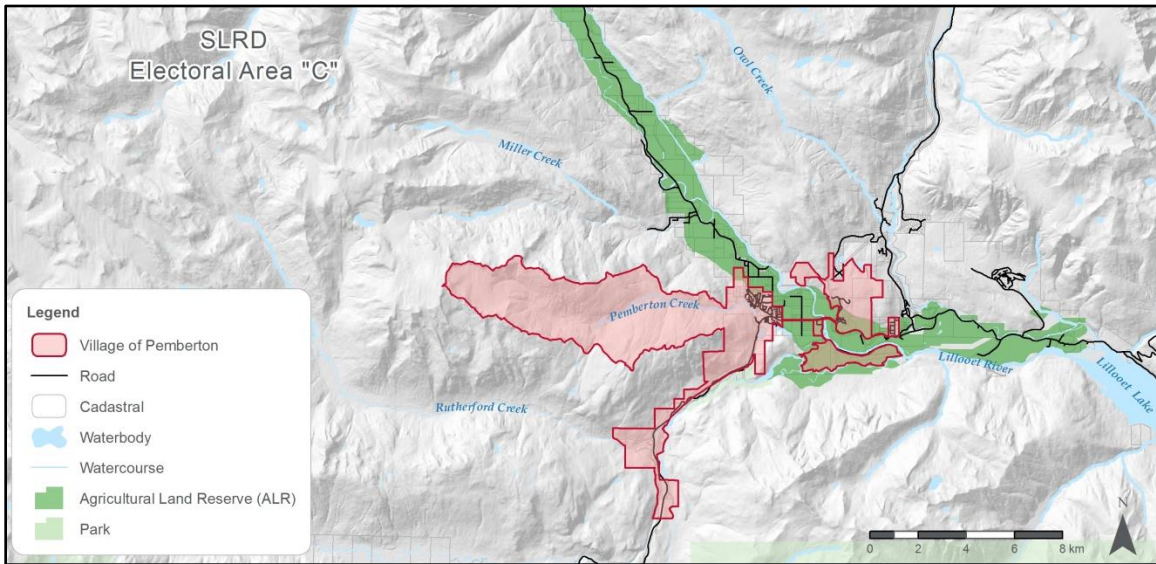 SLRD
Electoral Area "C"
Owl Creek
Miller Creek
Pemberton Creek
Rutherford Creek
Lillooet River
Lillooet Lake
Legend
Village of Pemberton
Road
Cadastral
Waterbody
Watercourse
Agricultural Land Reserve (ALR)
Park
N
0 2 4 6 8 km